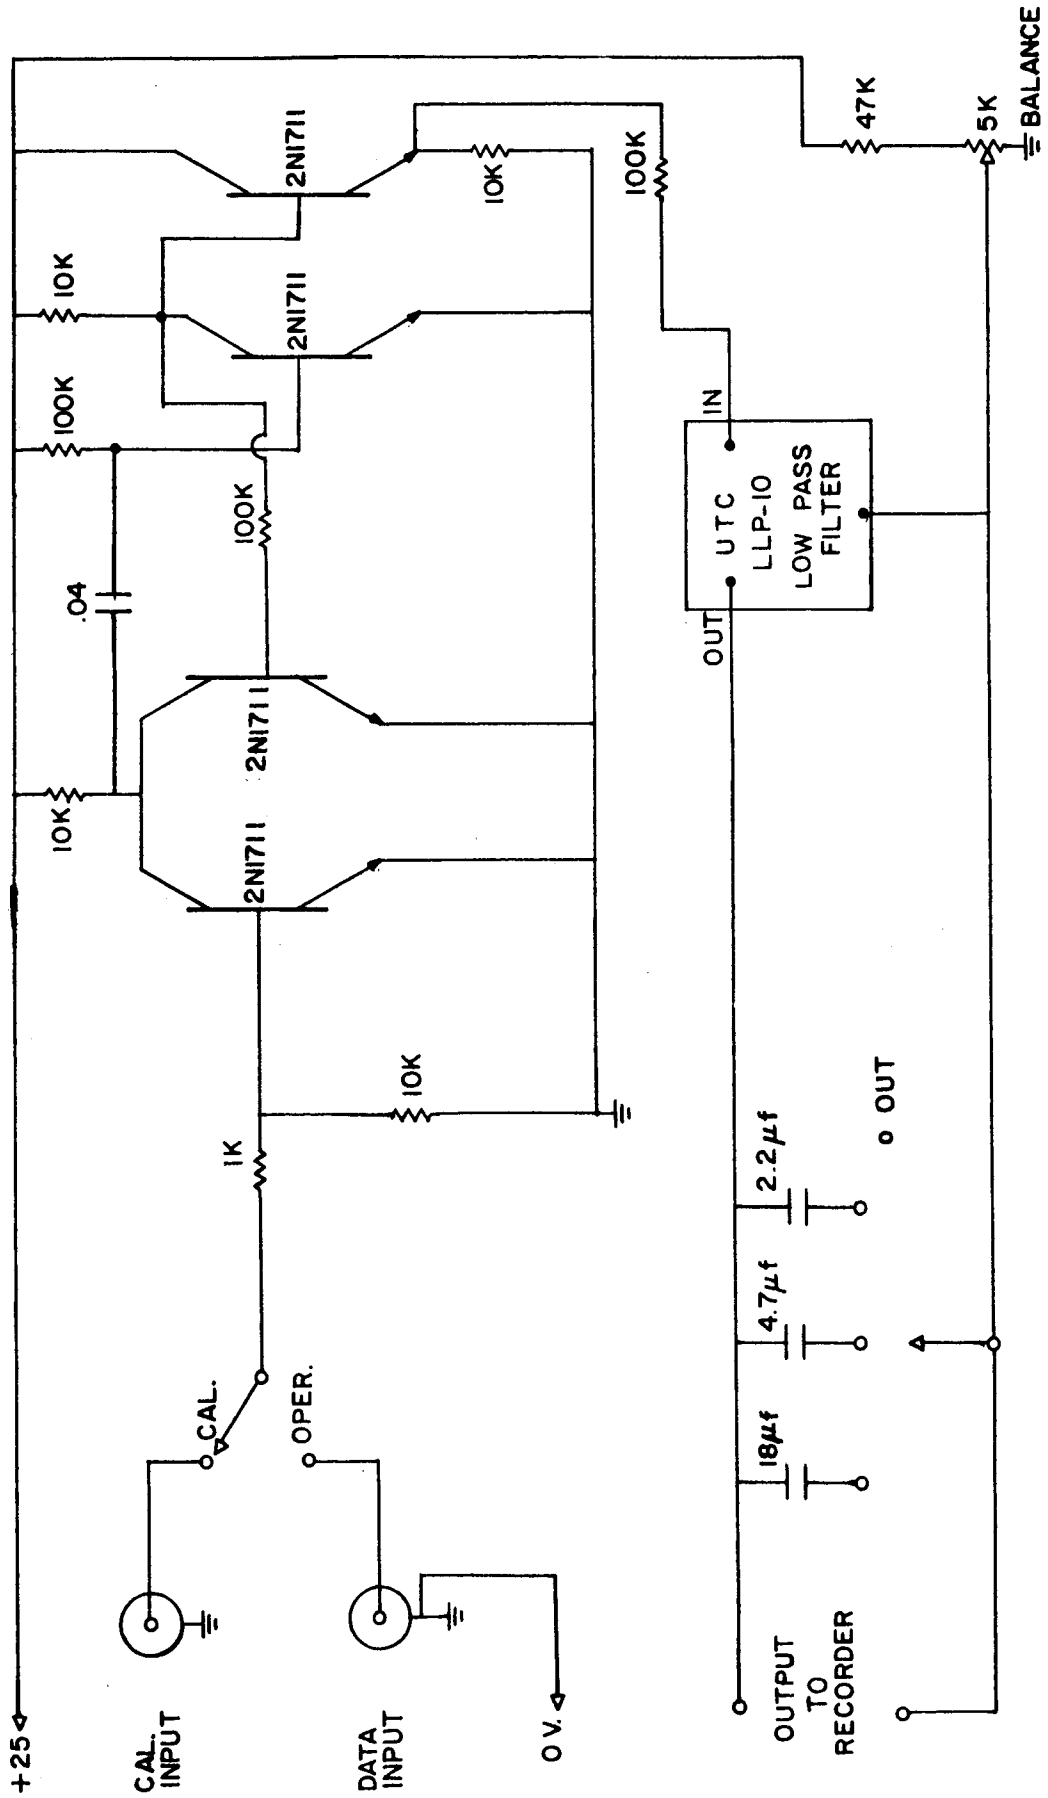 +25
CAL.
INPUT
DATA
INPUT
0 V.
CAL.
OPER.
1K
10K
10K
2N1711
2N1711
.04
100K
100K
10K
2N1711
2N1711
10K
100K
IN
OUT
UTC
LLP-10
LOW PASS
FILTER
47K
5K
BALANCE
18µf
4.7µf
2.2µf
OUT
OUTPUT
TO
RECORDER